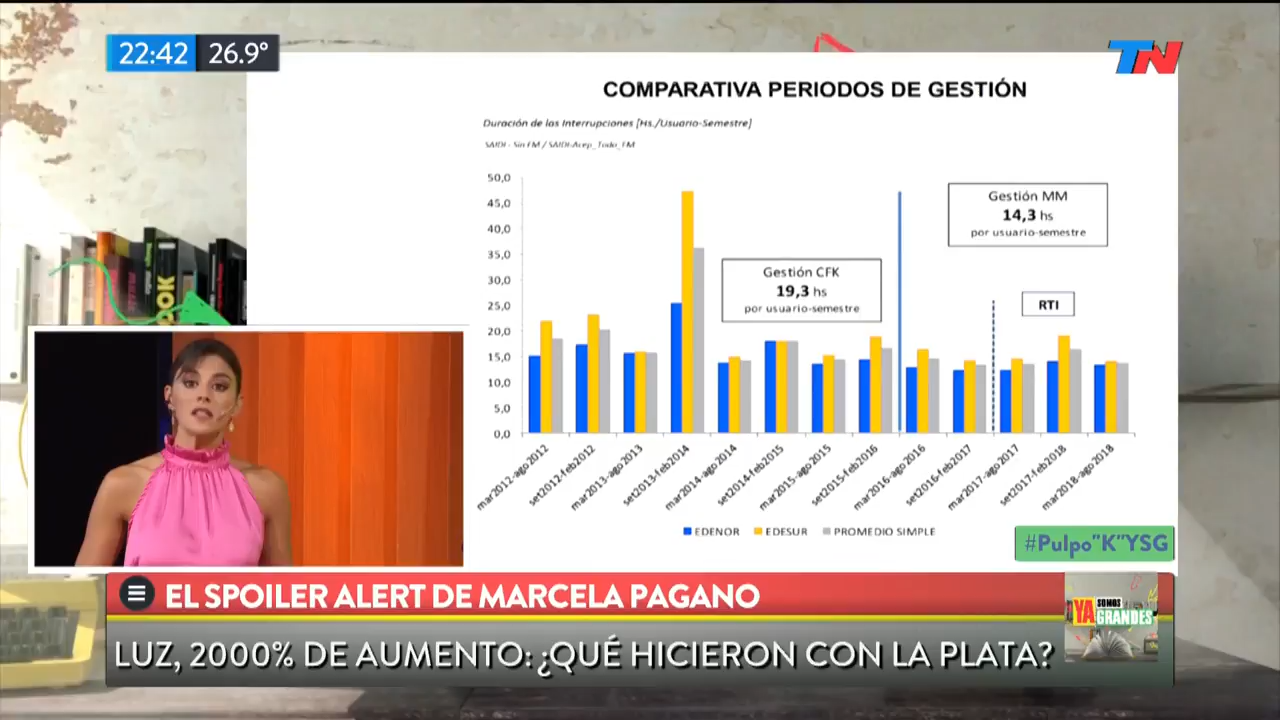 22:42 26.9°
TN
COMPARATIVA PERIODOS DE GESTIÓN
Duración de las Interrupciones [Hs./Usuario-Semestre]
SAIDI - Sin FM / SAIDI-Acep_Todo_FM
50,0
45,0
40,0
35,0
30,0
25,0
20,0
15,0
10,0
5,0
0,0
Gestión CFK
19,3 hs
por usuario-semestre
Gestión MM
14,3 hs
por usuario-semestre
RTI
mar2012-ago2012
set2012-feb2012
mar2013-ago2013
set2013-feb2014
mar2014-ago2014
set2014-feb2015
mar2015-ago2015
set2015-feb2016
mar2016-ago2016
set2016-feb2017
mar2017-ago2017
set2017-feb2018
mar2018-ago2018
EDENOR EDESUR PROMEDIO SIMPLE
#Pulpo"K"YSG
EL SPOILER ALERT DE MARCELA PAGANO
LUZ, 2000% DE AUMENTO: ¿QUÉ HICIERON CON LA PLATA?
YA SOMOS GRANDES